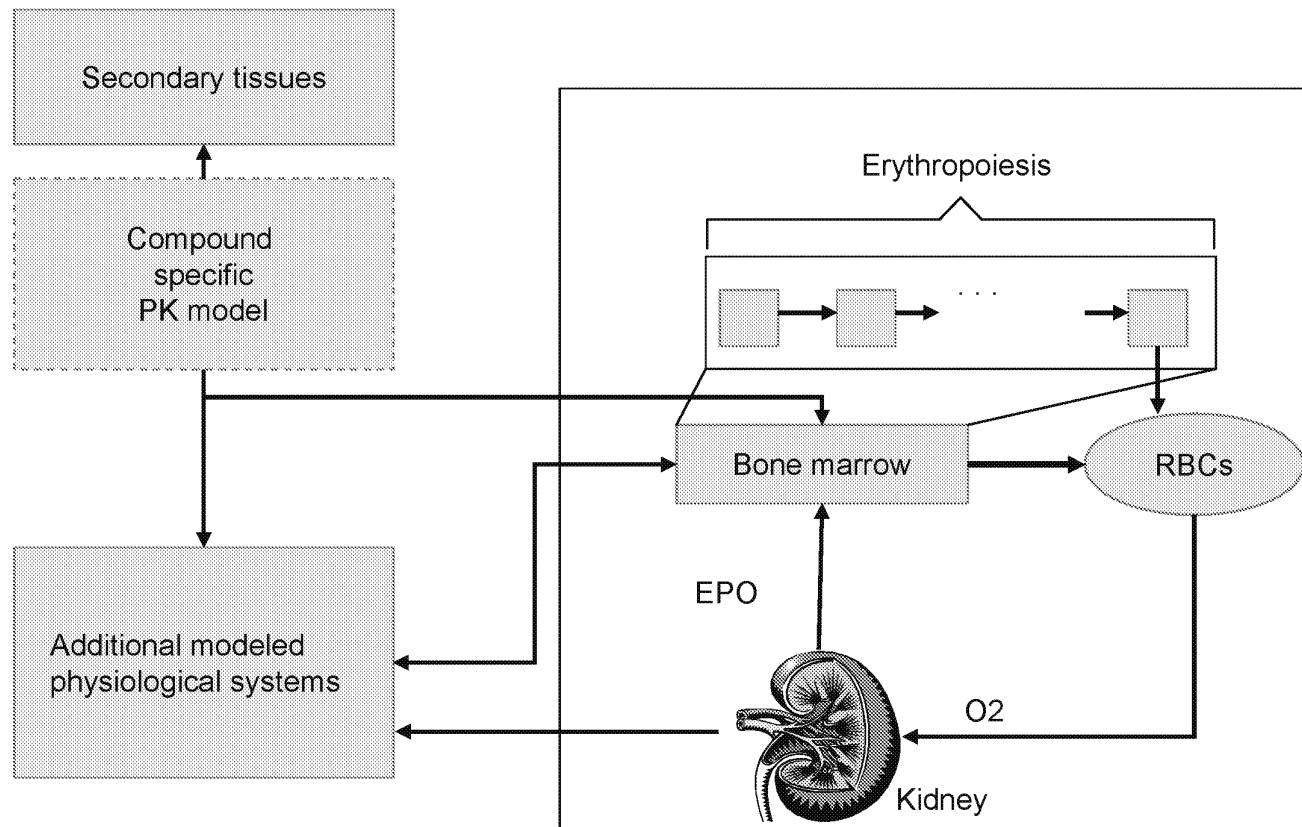 Secondary tissues
Compound
specific
PK model
Erythropoiesis
. . .
Bone marrow
RBCs
EPO
Additional modeled
physiological systems
O2
Kidney